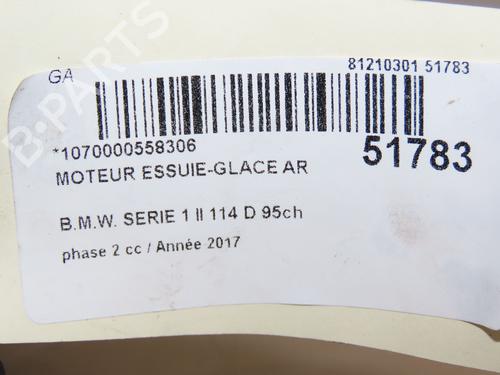 GA
81210301 51783
*1070000558306
51783
MOTEUR ESSUIE-GLACE AR
B.M.W. SERIE 1 II 114 D 95ch
phase 2 cc / Année 2017
B-PARTS